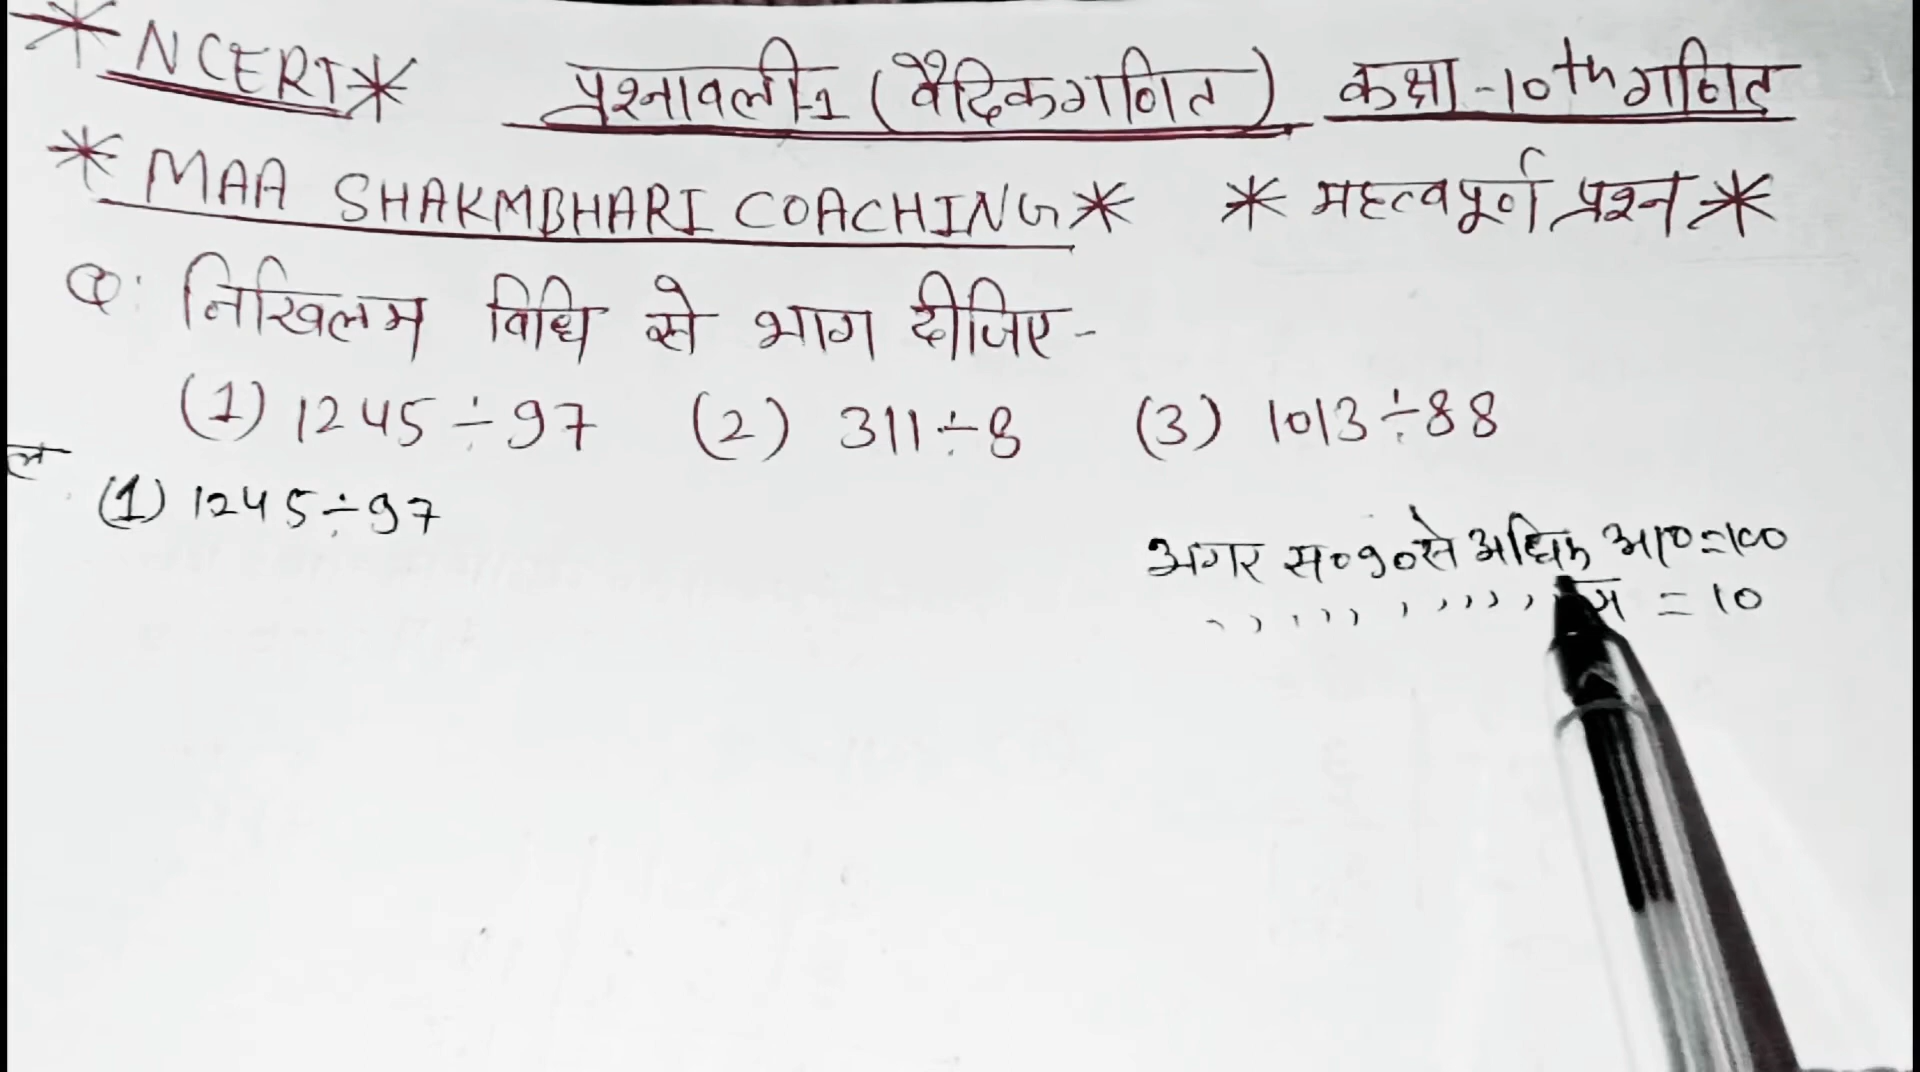 *NCERT* प्रश्नावली-1 (वैदिकगणित) कक्षा-10th गणित
*MAA SHAKMBHARI COACHING* *महत्वपूर्ण प्रश्न*
Q: निखिलम विधि से भाग दीजिए-
(1) 1245÷97 (2) 311÷8 (3) 1013÷88
(1) 1245÷97
अगर स०90से अधिक आ०=100
,, ,, ,, ,, = 10